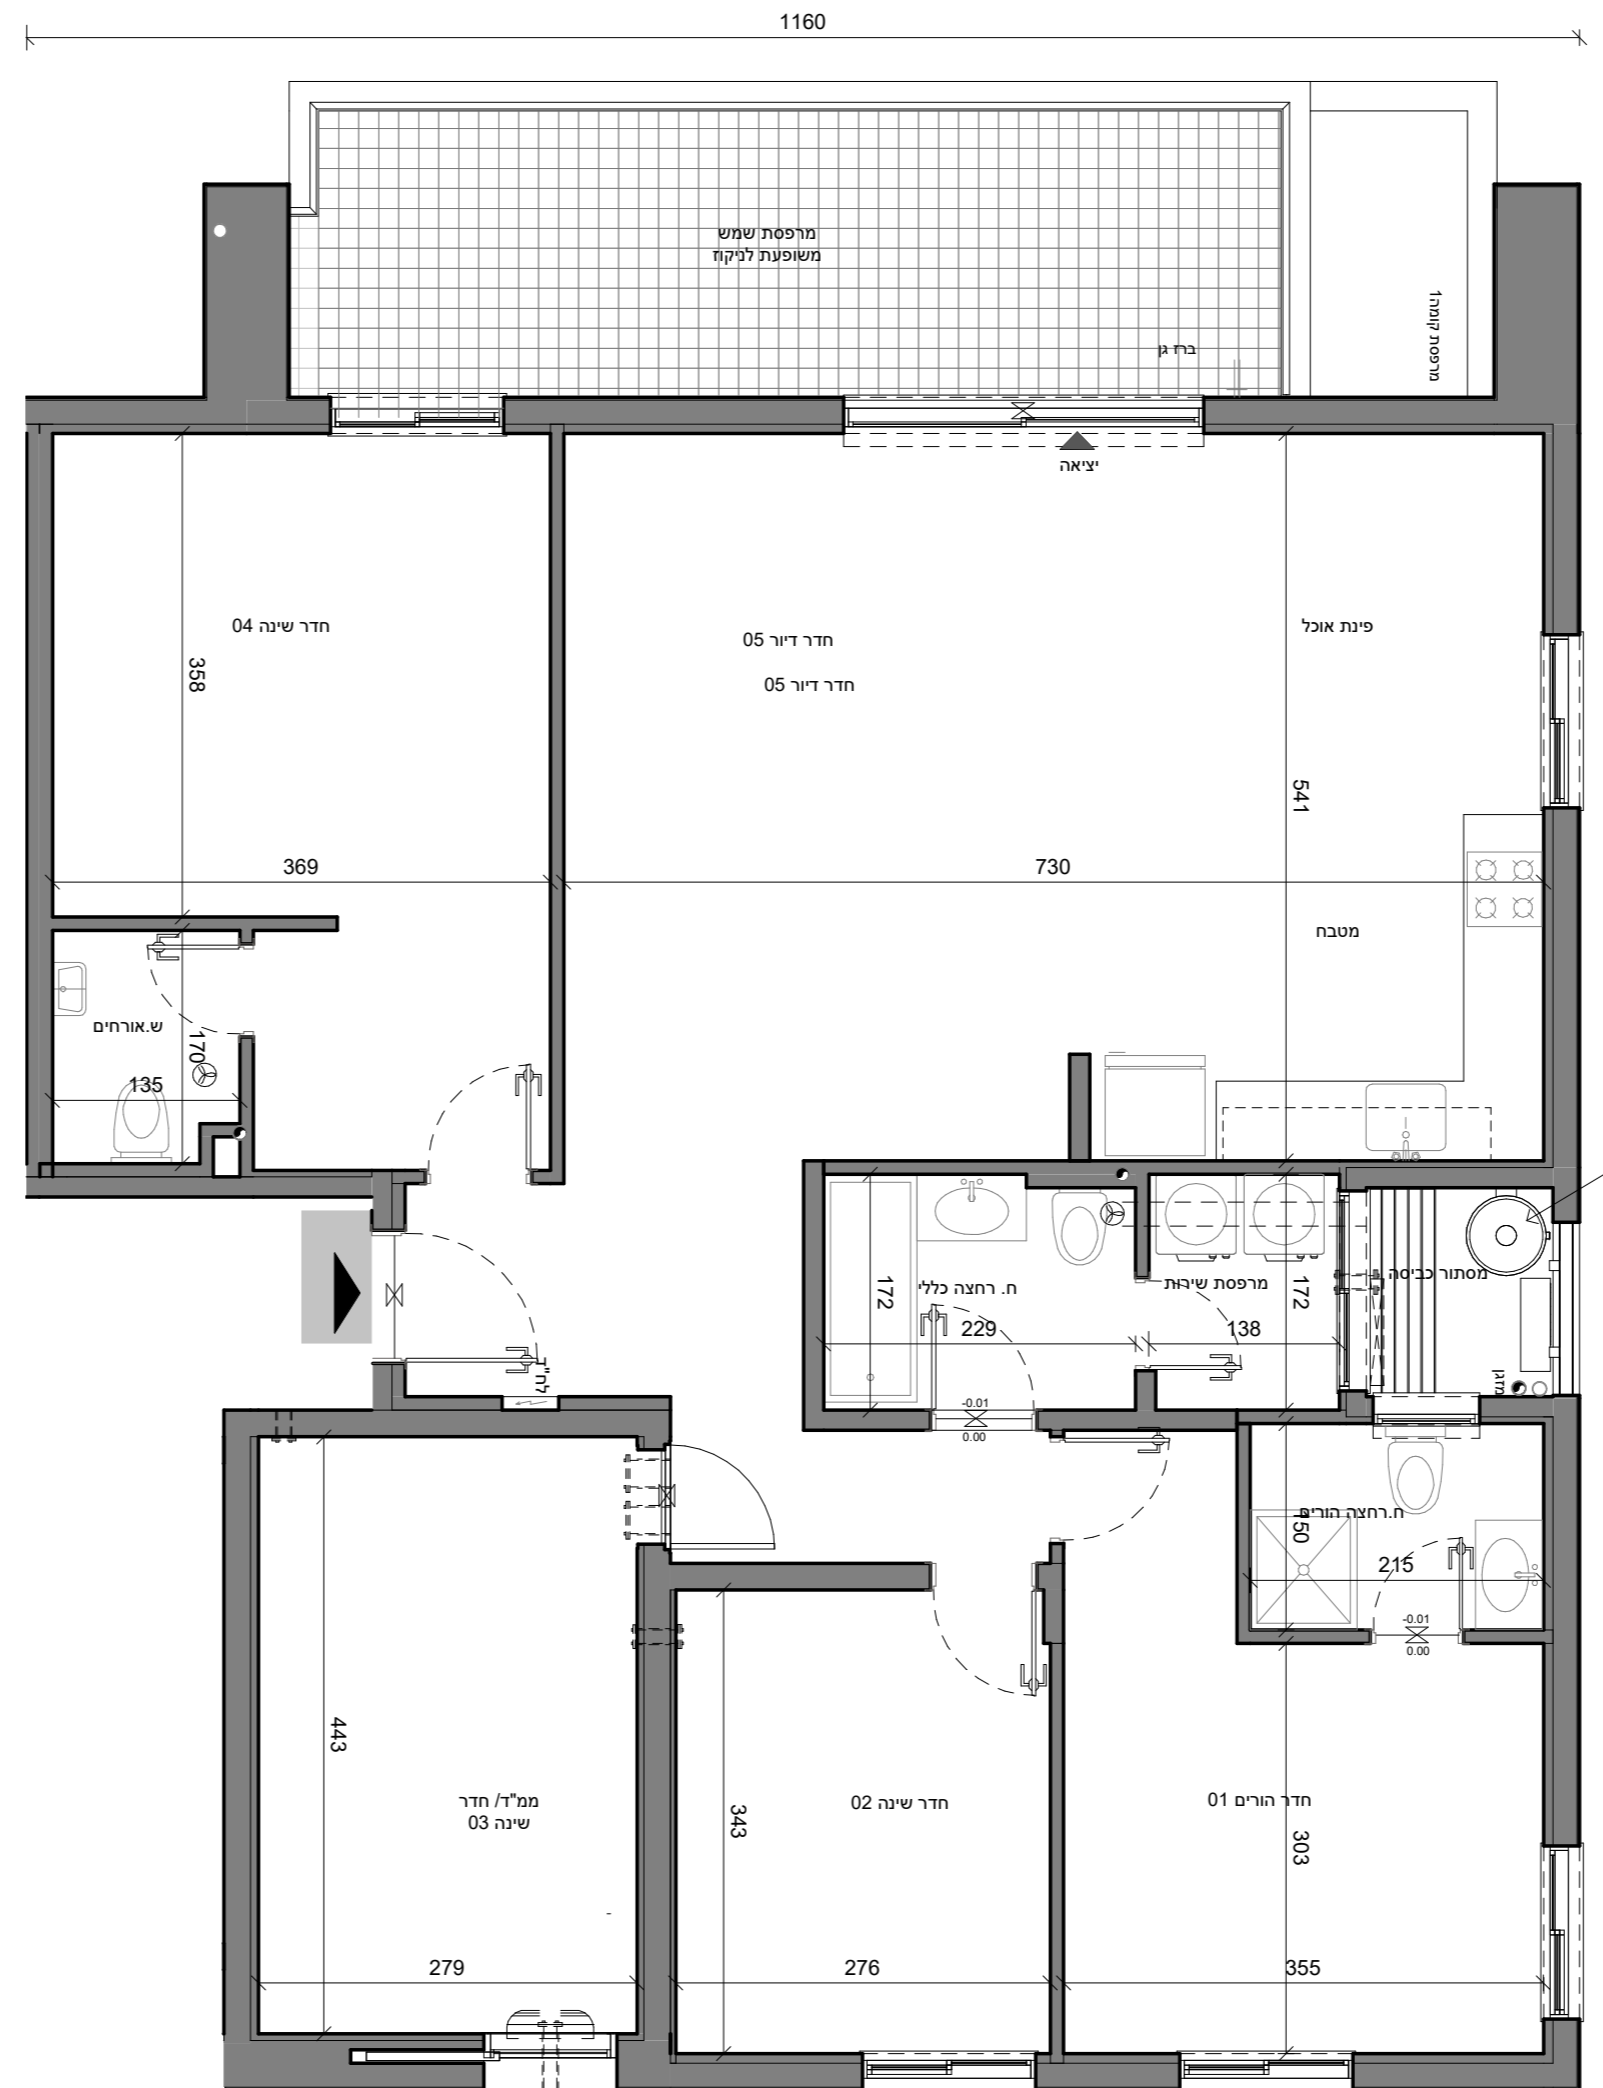 1160
מרפסת שמש
משופעת לניקוז
מרפסת קומה1
ברז גן
יציאה
חדר שינה 04
חדר דיור 05
פינת אוכל
חדר דיור 05
358
541
369
730
מטבח
ש.אורחים
170
135
מסתור כביסה
מרפסת שירות
ח. רחצה כללי
172
172
229
138
לח"ד
מזגן
-0.01
0.00
ח.רחצה הורים
150
215
-0.01
0.00
443
ממ"ד/ חדר
שינה 03
חדר שינה 02
חדר הורים 01
343
303
279
276
355